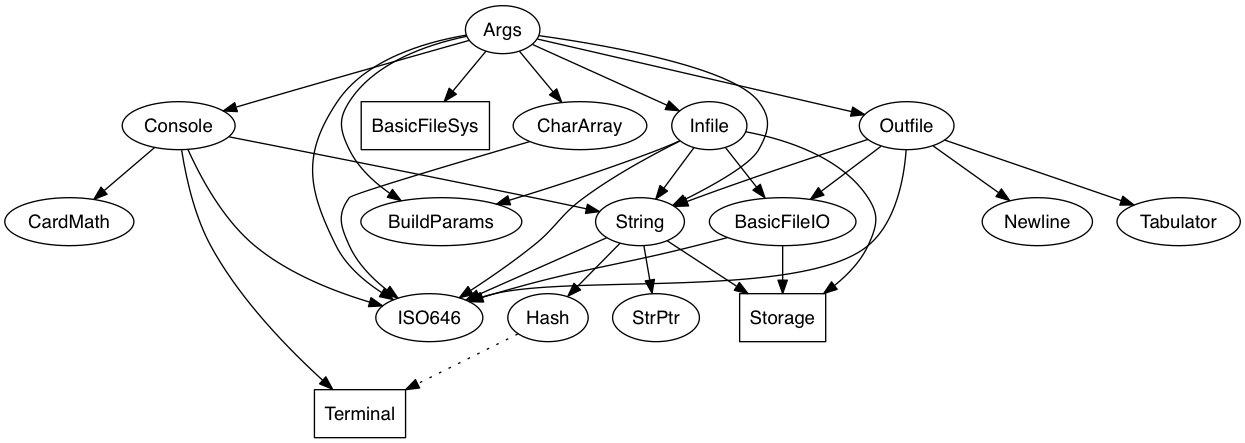 Args
Console
BasicFileSys
CharArray
Infile
Outfile
CardMath
BuildParams
String
BasicFileIO
Newline
Tabulator
ISO646
Hash
StrPtr
Storage
Terminal